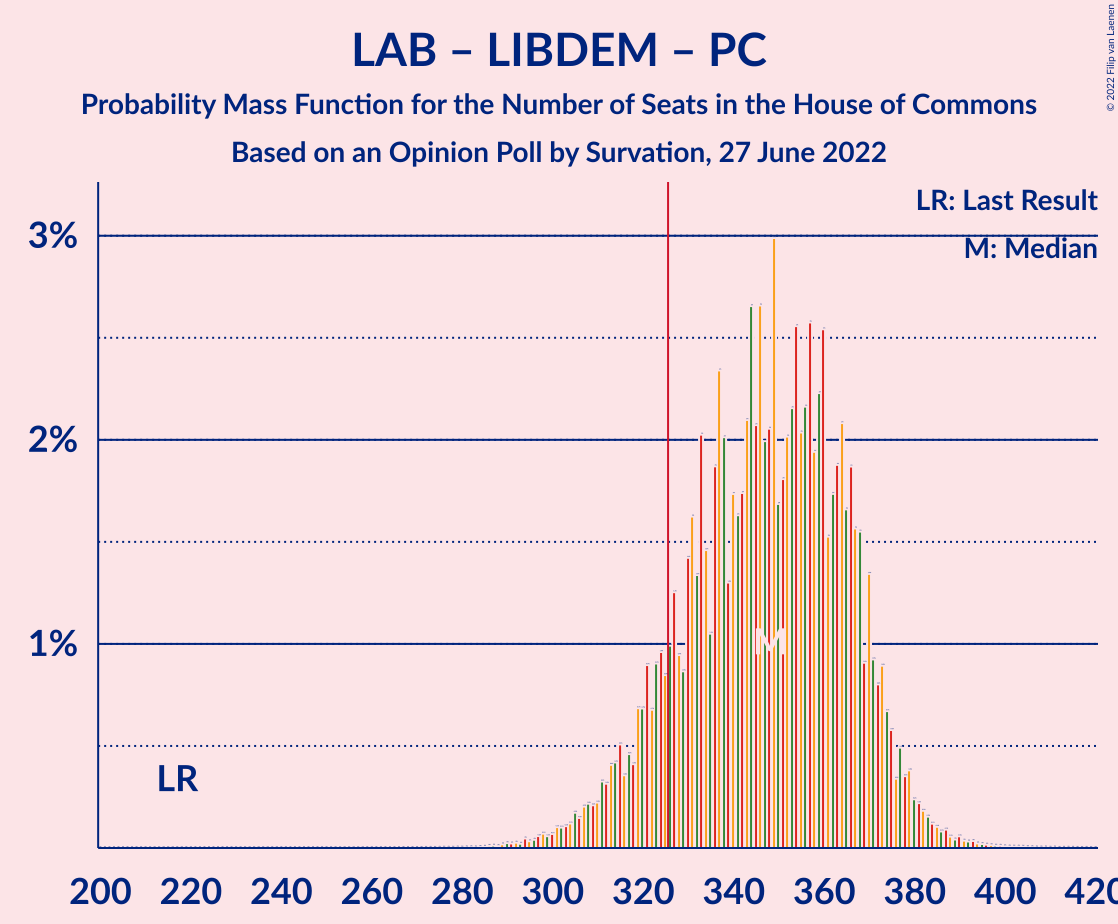 LAB – LIBDEM – PC
Probability Mass Function for the Number of Seats in the House of Commons
Based on an Opinion Poll by Survation, 27 June 2022
© 2022 Filip van Laenen
LR: Last Result
M: Median
3%
2%
1%
M
LR
200 220 240 260 280 300 320 340 360 380 400 420